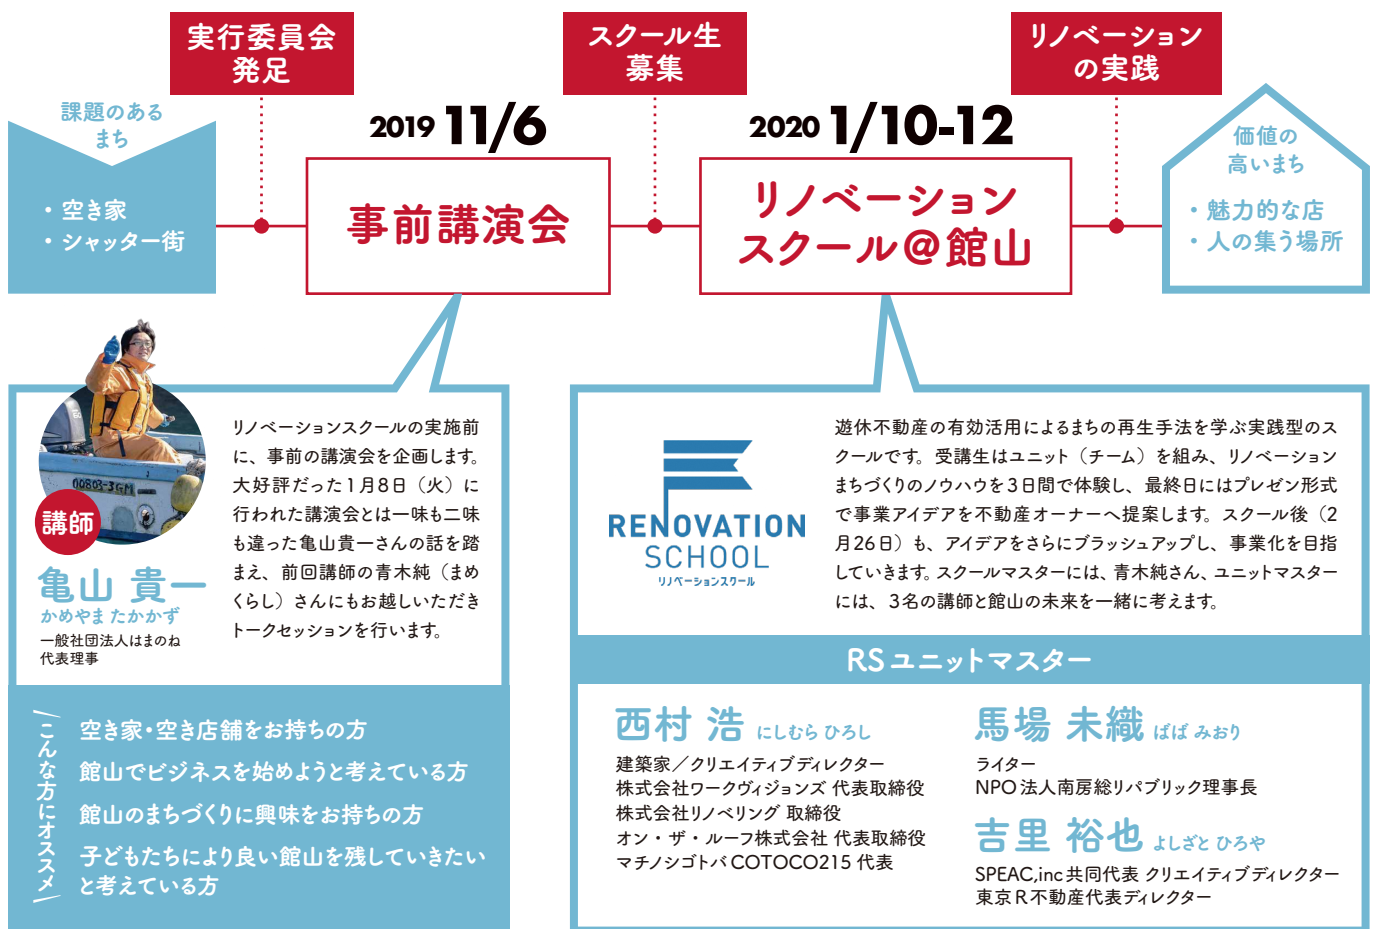 実行委員会
発足
スクール生
募集
リノベーション
の実践
課題のある
まち
・空き家
・シャッター街
2019 11/6
事前講演会
2020 1/10-12
リノベーション
スクール@館山
価値の
高いまち
・魅力的な店
・人の集う場所
00803-3GM
講師
亀山 貴一
かめやま たかかず
一般社団法人はまのね
代表理事
リノベーションスクールの実施前
に、事前の講演会を企画します。
大好評だった1月8日（火）に
行われた講演会とは一味も二味
も違った亀山貴一さんの話を踏
まえ、前回講師の青木純（まめ
くらし）さんにもお越しいただき
トークセッションを行います。
こんな方にオススメ
空き家・空き店舗をお持ちの方
館山でビジネスを始めようと考えている方
館山のまちづくりに興味をお持ちの方
子どもたちにより良い館山を残していきたい
と考えている方
RENOVATION
SCHOOL
リノベーションスクール
遊休不動産の有効活用によるまちの再生手法を学ぶ実践型のス
クールです。受講生はユニット（チーム）を組み、リノベーション
まちづくりのノウハウを3日間で体験し、最終日にはプレゼン形式
で事業アイデアを不動産オーナーへ提案します。スクール後（2
月26日）も、アイデアをさらにブラッシュアップし、事業化を目指
していきます。スクールマスターには、青木純さん、ユニットマスター
には、3名の講師と館山の未来を一緒に考えます。
RSユニットマスター
西村 浩 にしむら ひろし
建築家／クリエイティブディレクター
株式会社ワークヴィジョンズ 代表取締役
株式会社リノベリング 取締役
オン・ザ・ルーフ株式会社 代表取締役
マチノシゴトバCOTOCO215 代表
馬場 未織 ばば みおり
ライター
NPO法人南房総リパブリック理事長
吉里 裕也 よしざと ひろや
SPEAC,inc共同代表 クリエイティブディレクター
東京R不動産代表ディレクター